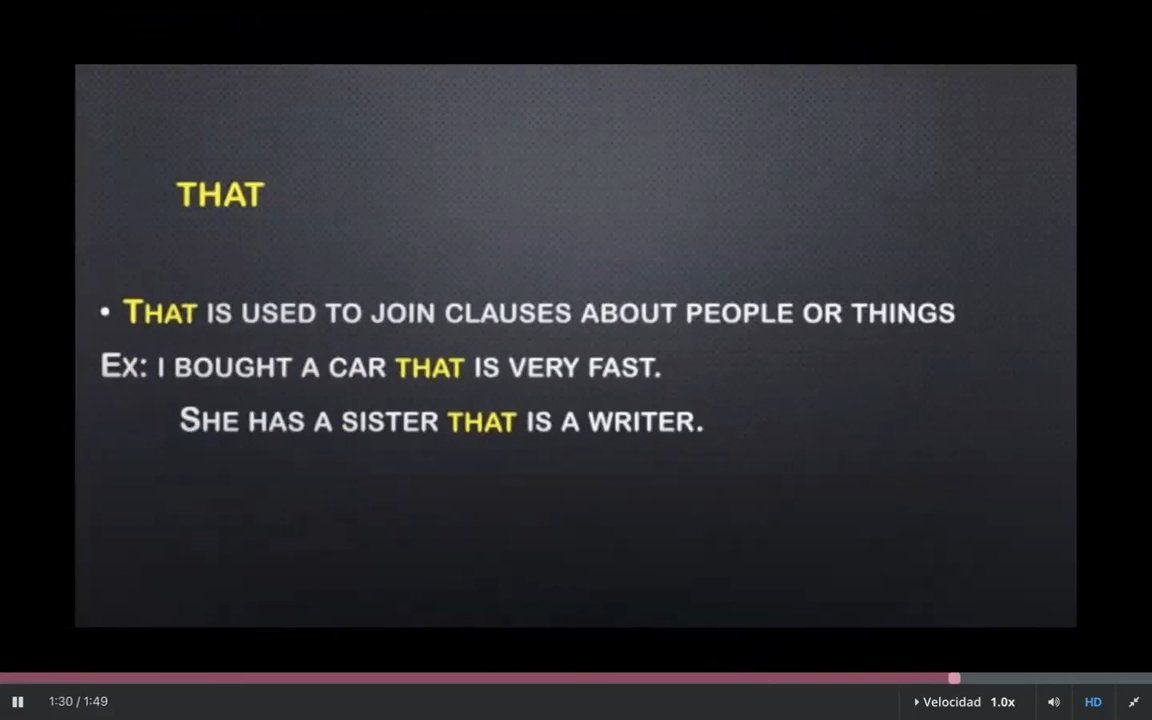 THAT
• THAT IS USED TO JOIN CLAUSES ABOUT PEOPLE OR THINGS
EX: I BOUGHT A CAR THAT IS VERY FAST.
SHE HAS A SISTER THAT IS A WRITER.
1:30 / 1:49 Velocidad 1.0x HD